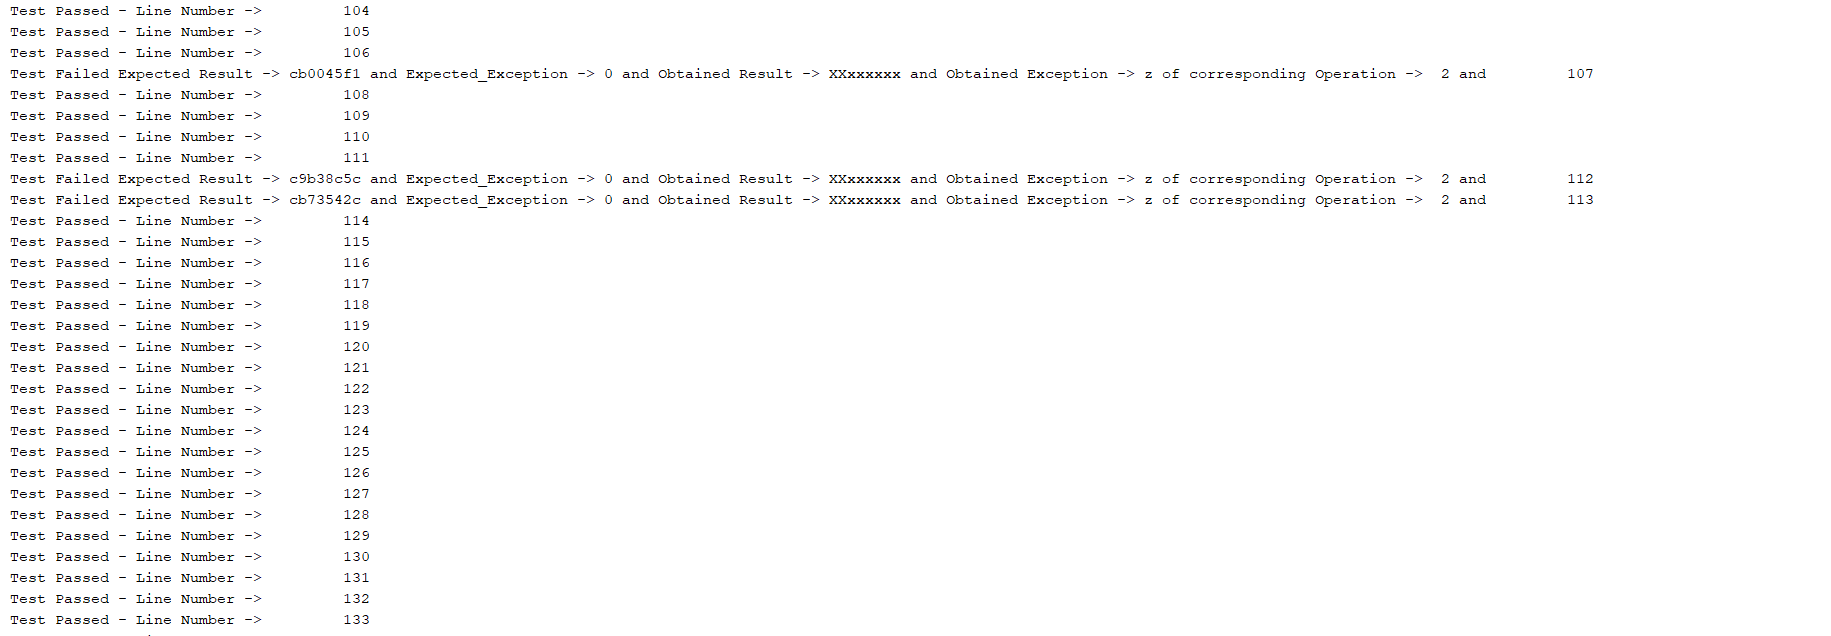 Test Passed - Line Number ->         104
Test Passed - Line Number ->         105
Test Passed - Line Number ->         106
Test Failed Expected Result -> cb0045f1 and Expected_Exception -> 0 and Obtained Result -> XXxxxxxx and Obtained Exception -> z of corresponding Operation ->  2 and         107
Test Passed - Line Number ->         108
Test Passed - Line Number ->         109
Test Passed - Line Number ->         110
Test Passed - Line Number ->         111
Test Failed Expected Result -> c9b38c5c and Expected_Exception -> 0 and Obtained Result -> XXxxxxxx and Obtained Exception -> z of corresponding Operation ->  2 and         112
Test Failed Expected Result -> cb73542c and Expected_Exception -> 0 and Obtained Result -> XXxxxxxx and Obtained Exception -> z of corresponding Operation ->  2 and         113
Test Passed - Line Number ->         114
Test Passed - Line Number ->         115
Test Passed - Line Number ->         116
Test Passed - Line Number ->         117
Test Passed - Line Number ->         118
Test Passed - Line Number ->         119
Test Passed - Line Number ->         120
Test Passed - Line Number ->         121
Test Passed - Line Number ->         122
Test Passed - Line Number ->         123
Test Passed - Line Number ->         124
Test Passed - Line Number ->         125
Test Passed - Line Number ->         126
Test Passed - Line Number ->         127
Test Passed - Line Number ->         128
Test Passed - Line Number ->         129
Test Passed - Line Number ->         130
Test Passed - Line Number ->         131
Test Passed - Line Number ->         132
Test Passed - Line Number ->         133